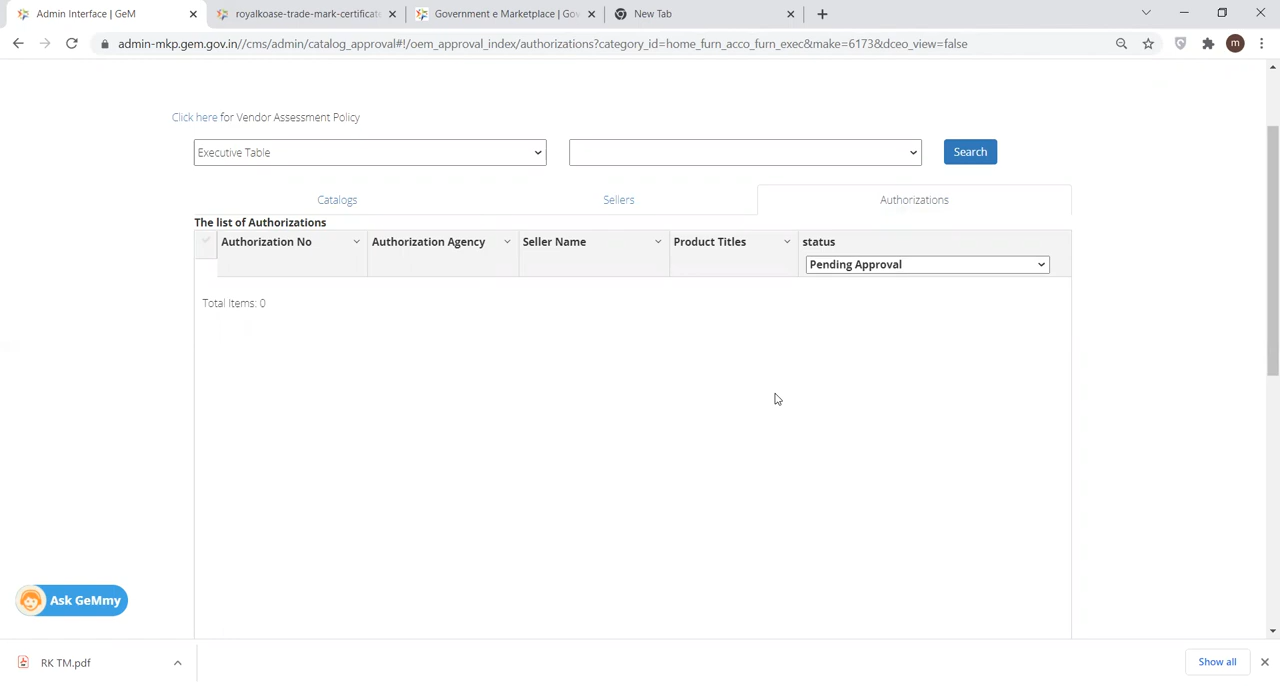 Admin Interface | GeM
royalkoase-trade-mark-certificate
Government e Marketplace | Gov
New Tab
admin-mkp.gem.gov.in//cms/admin/catalog_approval#!/oem_approval_index/authorizations?category_id=home_furn_acco_furn_exec&make=6173&dceo_view=false
m
Click here for Vendor Assessment Policy
Executive Table
Search
Catalogs
Sellers
Authorizations
The list of Authorizations
Authorization No
Authorization Agency
Seller Name
Product Titles
status
Pending Approval
Total Items: 0
Ask GeMmy
RK TM.pdf
Show all